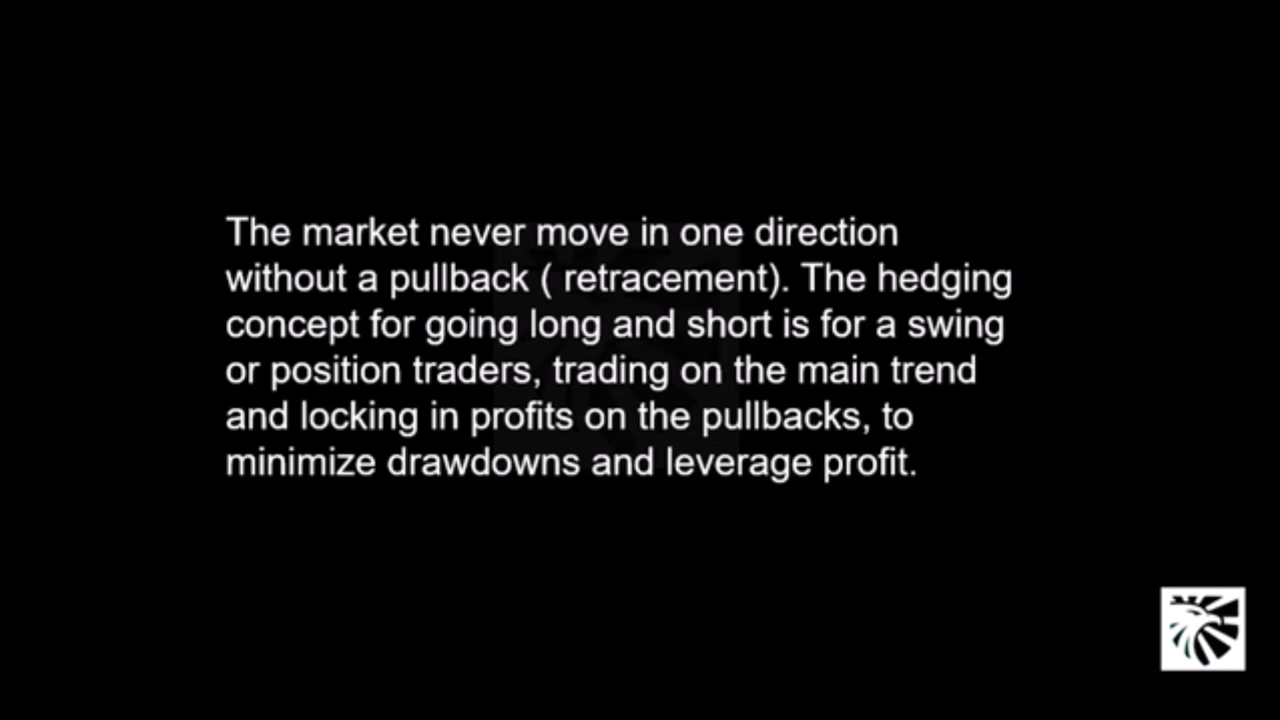 The market never move in one direction
without a pullback ( retracement). The hedging
concept for going long and short is for a swing
or position traders, trading on the main trend
and locking in profits on the pullbacks, to
minimize drawdowns and leverage profit.